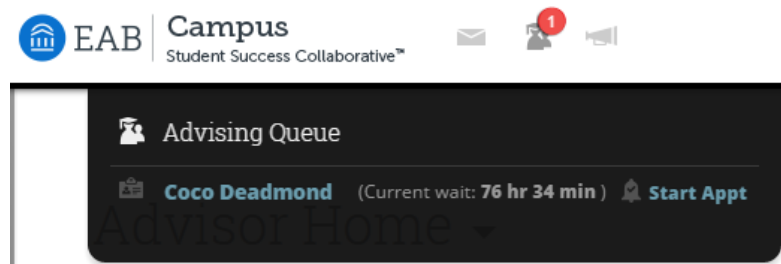 EAB
Campus
Student Success Collaborative™
1
Advising Queue
Coco Deadmond (Current wait: 76 hr 34 min ) Start Appt
Advisor Home